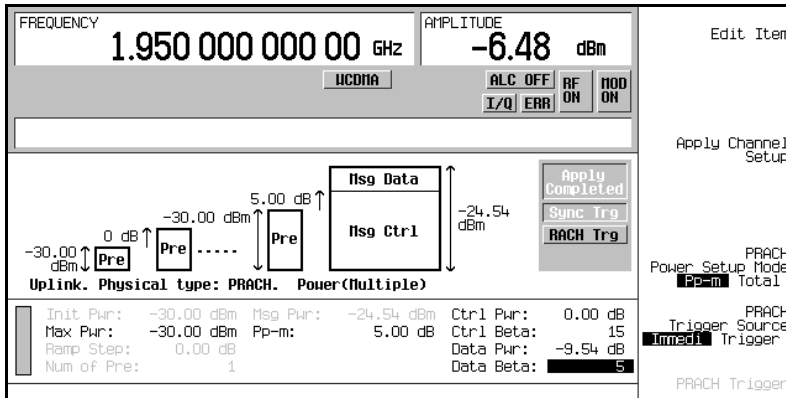 FREQUENCY
1.950 000 000 00 GHz
AMPLITUDE
-6.48 dBm
WCDMA
ALC OFF
I/Q
ERR
RF ON
MOD ON
Edit Item
Apply Channel
Setup
PRACH
Power Setup Mode
Pp-m Total
PRACH
Trigger Source
Immedi Trigger
PRACH Trigger
Msg Data
Msg Ctrl
5.00 dB
-30.00 dBm
0 dB
-30.00
dBm
Pre
Pre
.....
Pre
-24.54
dBm
Apply
Completed
Sync Trg
RACH Trg
Uplink. Physical type: PRACH. Power(Multiple)
Init Pwr: -30.00 dBm Msg Pwr: -24.54 dBm Ctrl Pwr: 0.00 dB
Max Pwr: -30.00 dBm Pp-m: 5.00 dB Ctrl Beta: 15
Ramp Step: 0.00 dB Data Pwr: -9.54 dB
Num of Pre: 1 Data Beta: 5